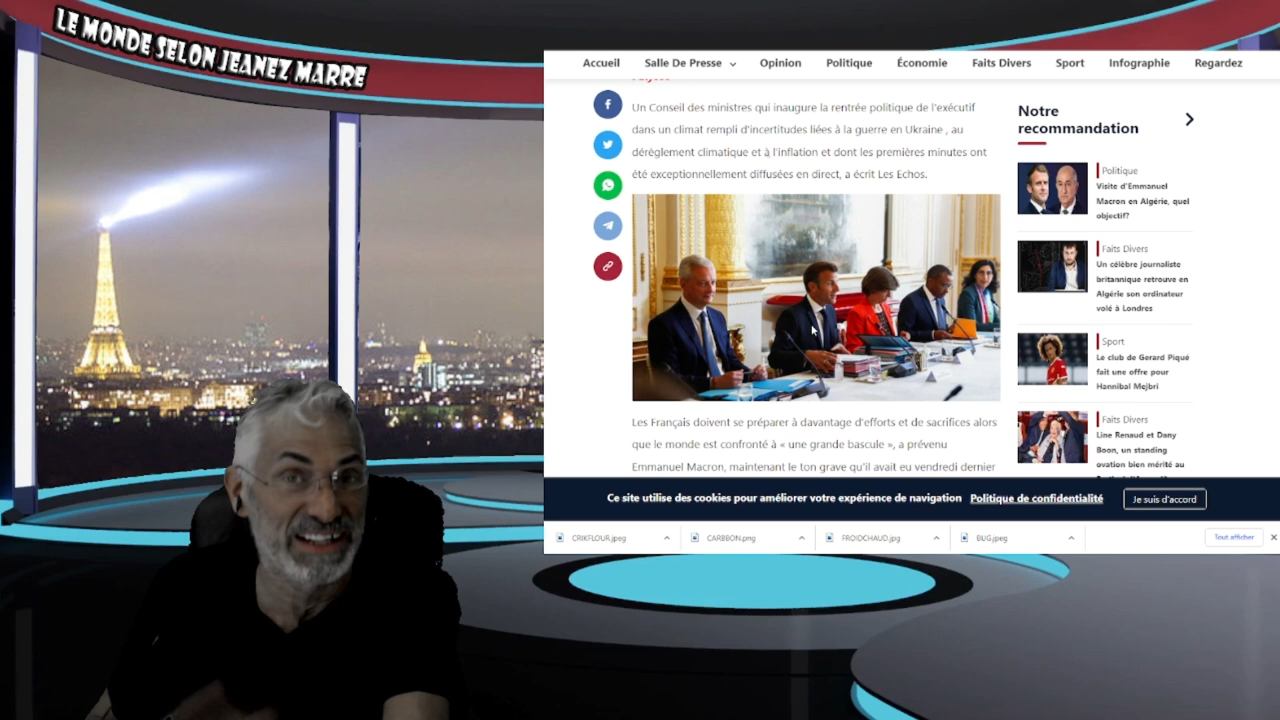 LE MONDE SELON JEANEZ MARRE
Accueil Salle De Presse Opinion Politique Économie Faits Divers Sport Infographie Regardez
Un Conseil des ministres qui inaugure la rentrée politique de l'exécutif
dans un climat rempli d'incertitudes liées à la guerre en Ukraine , au
dérèglement climatique et à l'inflation et dont les premières minutes ont
été exceptionnellement diffusées en direct, a écrit Les Echos.
Les Français doivent se préparer à davantage d'efforts et de sacrifices alors
que le monde est confronté à « une grande bascule », a prévenu
Emmanuel Macron, maintenant le ton grave qu'il avait eu vendredi dernier
Notre
recommandation
Politique
Visite d'Emmanuel
Macron en Algérie, quel
objectif?
Faits Divers
Un célèbre journaliste
britannique retrouve en
Algérie son ordinateur
volé à Londres
Sport
Le club de Gerard Piqué
fait une offre pour
Hannibal Mejbri
Faits Divers
Line Renaud et Dany
Boon, un standing
ovation bien mérité au
Ce site utilise des cookies pour améliorer votre expérience de navigation Politique de confidentialité Je suis d'accord
CRIKFLOUR.jpeg CARBBON.png FROIDCHAUD.jpg BUG.jpeg Tout afficher